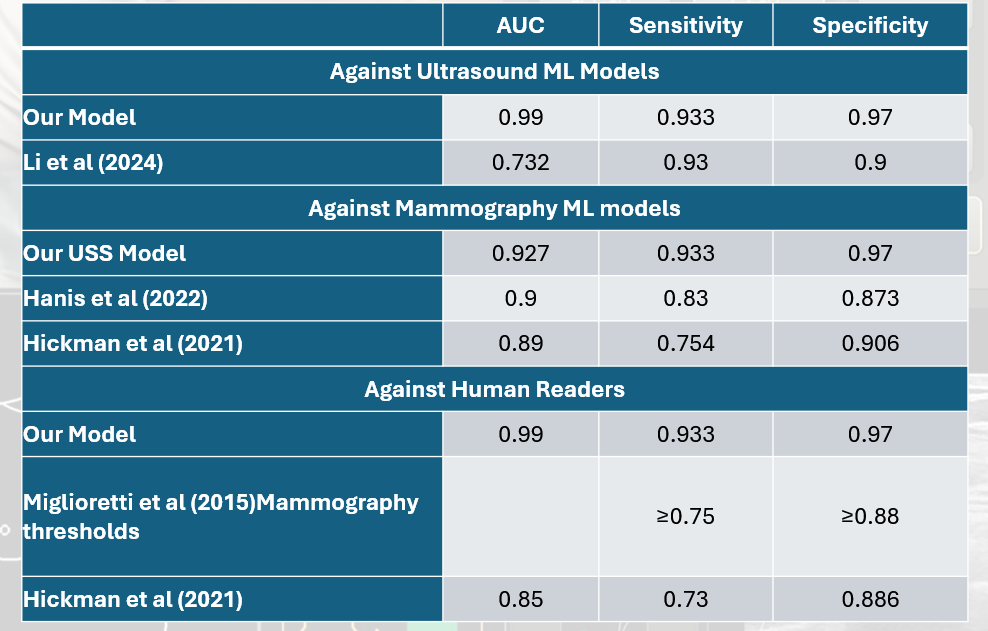 AUC Sensitivity Specificity
Against Ultrasound ML Models
Our Model 0.99 0.933 0.97
Li et al (2024) 0.732 0.93 0.9
Against Mammography ML models
Our USS Model 0.927 0.933 0.97
Hanis et al (2022) 0.9 0.83 0.873
Hickman et al (2021) 0.89 0.754 0.906
Against Human Readers
Our Model 0.99 0.933 0.97
Miglioretti et al (2015)Mammography
thresholds ≥0.75 ≥0.88
Hickman et al (2021) 0.85 0.73 0.886